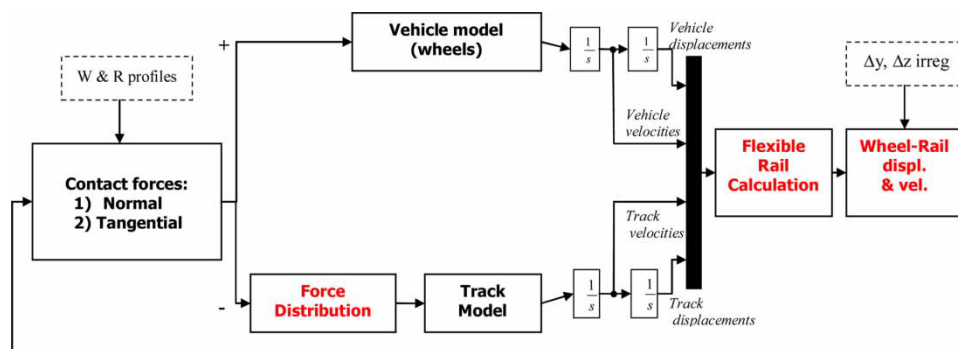 Vehicle model
(wheels)
1
s
1
s
Vehicle
displacements
+
W & R profiles
Δy, Δz irreg
Vehicle
velocities
Contact forces:
1) Normal
2) Tangential
Flexible
Rail
Calculation
Wheel-Rail
displ.
& vel.
Track
velocities
-
Force
Distribution
Track
Model
1
s
1
s
Track
displacements